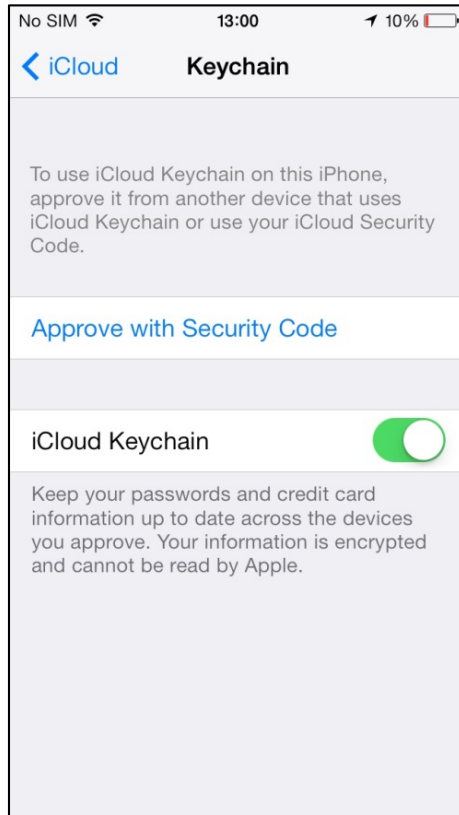 No SIM 13:00 10%
iCloud Keychain
To use iCloud Keychain on this iPhone,
approve it from another device that uses
iCloud Keychain or use your iCloud Security
Code.
Approve with Security Code
iCloud Keychain
Keep your passwords and credit card
information up to date across the devices
you approve. Your information is encrypted
and cannot be read by Apple.